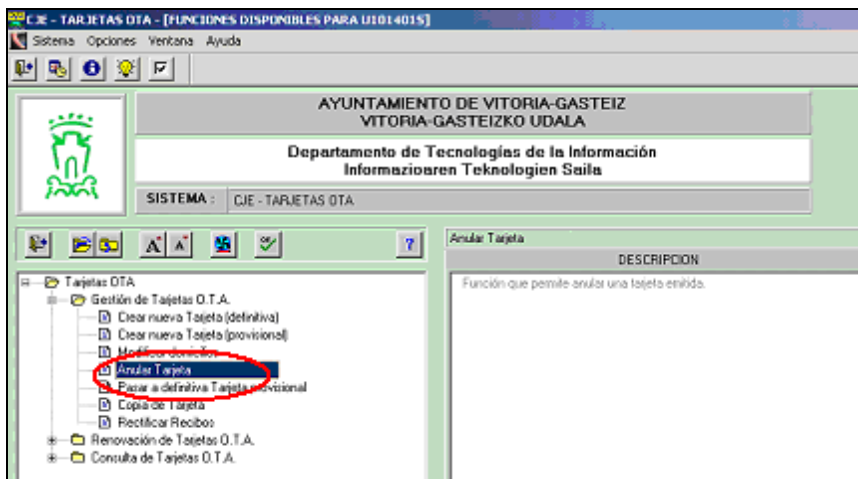 CJE - TARJETAS OTA - [FUNCIONES DISPONIBLES PARA U101401S]
Sistema Opciones Ventana Ayuda
AYUNTAMIENTO DE VITORIA-GASTEIZ
VITORIA-GASTEIZKO UDALA
Departamento de Tecnologías de la Información
Informazioaren Teknologien Saila
SISTEMA : CJE - TARJETAS OTA
Anular Tarjeta
DESCRIPCION
Función que permite anular una tarjeta emitida.
Tarjetas OTA
Gestión de Tarjetas O.T.A.
Crear nueva Tarjeta (definitiva)
Crear nueva Tarjeta (provisional)
Modificar domicilios
Anular Tarjeta
Pasar a definitiva Tarjeta provisional
Copia de Tarjeta
Rectificar Recibos
Renovación de Tarjetas O.T.A.
Consulta de Tarjetas O.T.A.